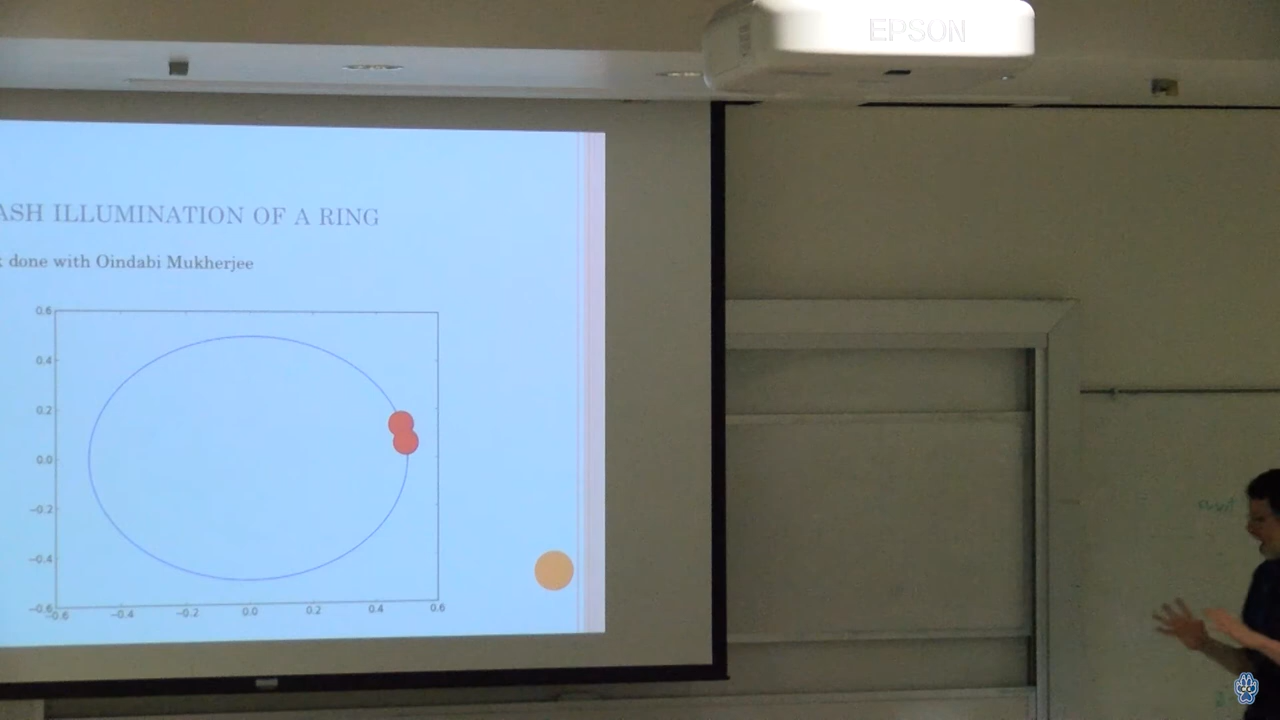 EPSON
ASH ILLUMINATION OF A RING
done with Oindabi Mukherjee
0.6
0.4
0.2
0.0
−0.2
−0.4
−0.6
−0.6 −0.4 −0.2 0.0 0.2 0.4 0.6